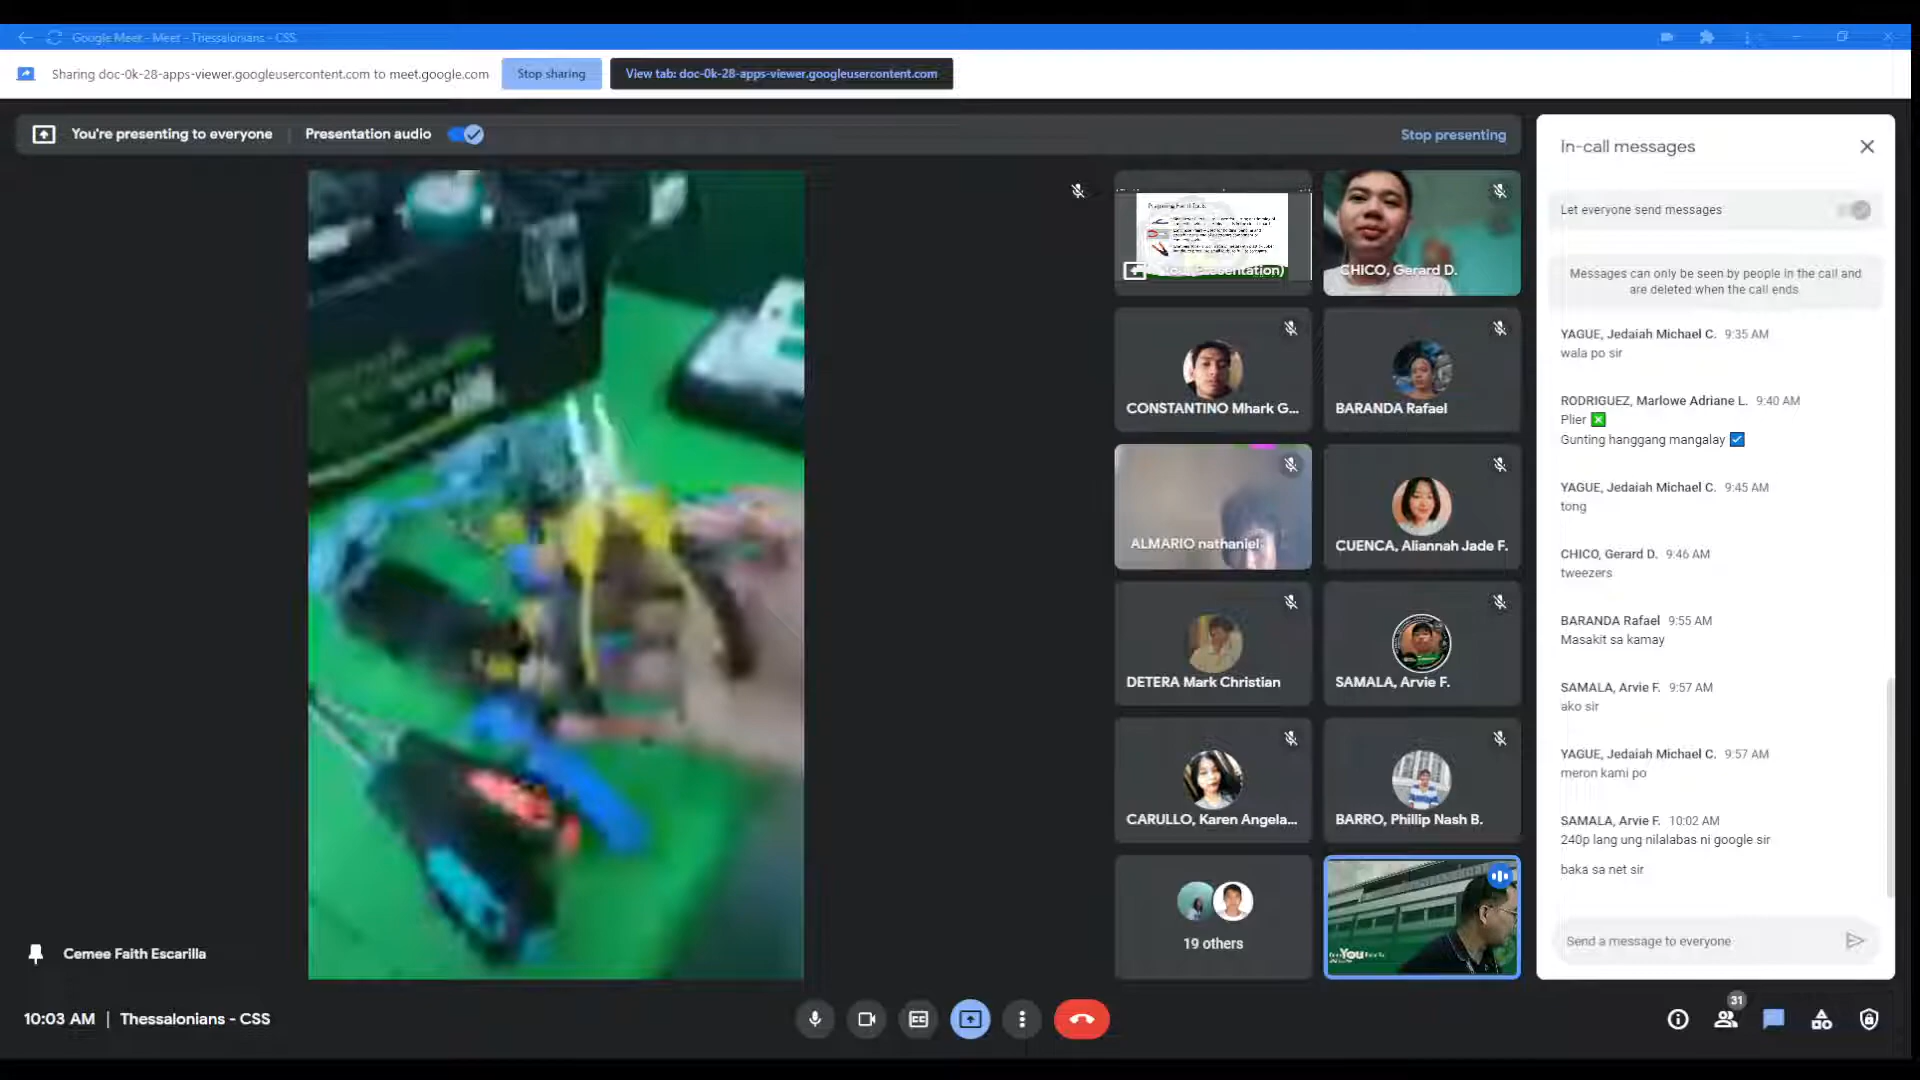 Google Meet - Meet - Thessalonians - CSS
Sharing doc-0k-28-apps-viewer.googleusercontent.com to meet.google.com
Stop sharing
View tab: doc-0k-28-apps-viewer.googleusercontent.com
You're presenting to everyone
Presentation audio
Stop presenting
CHICO, Gerard D.
CONSTANTINO Mhark G...
BARANDA Rafael
ALMARIO nathaniel
CUENCA, Aliannah Jade F.
DETERA Mark Christian
SAMALA, Arvie F.
CARULLO, Karen Angela...
BARRO, Phillip Nash B.
19 others
You
Cemee Faith Escarilla
In-call messages
Let everyone send messages
Messages can only be seen by people in the call and
are deleted when the call ends
YAGUE, Jedaiah Michael C. 9:35 AM
wala po sir
RODRIGUEZ, Marlowe Adriane L. 9:40 AM
Plier ❎
Gunting hanggang mangalay ☑
YAGUE, Jedaiah Michael C. 9:45 AM
tong
CHICO, Gerard D. 9:46 AM
tweezers
BARANDA Rafael 9:55 AM
Masakit sa kamay
SAMALA, Arvie F. 9:57 AM
ako sir
YAGUE, Jedaiah Michael C. 9:57 AM
meron kami po
SAMALA, Arvie F. 10:02 AM
240p lang ung nilalabas ni google sir
baka sa net sir
Send a message to everyone
10:03 AM | Thessalonians - CSS
31